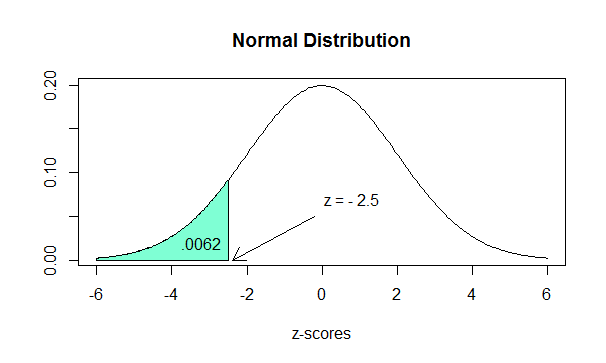 Normal Distribution
0.20
0.10
0.00
z = - 2.5
.0062
-6 -4 -2 0 2 4 6
z-scores